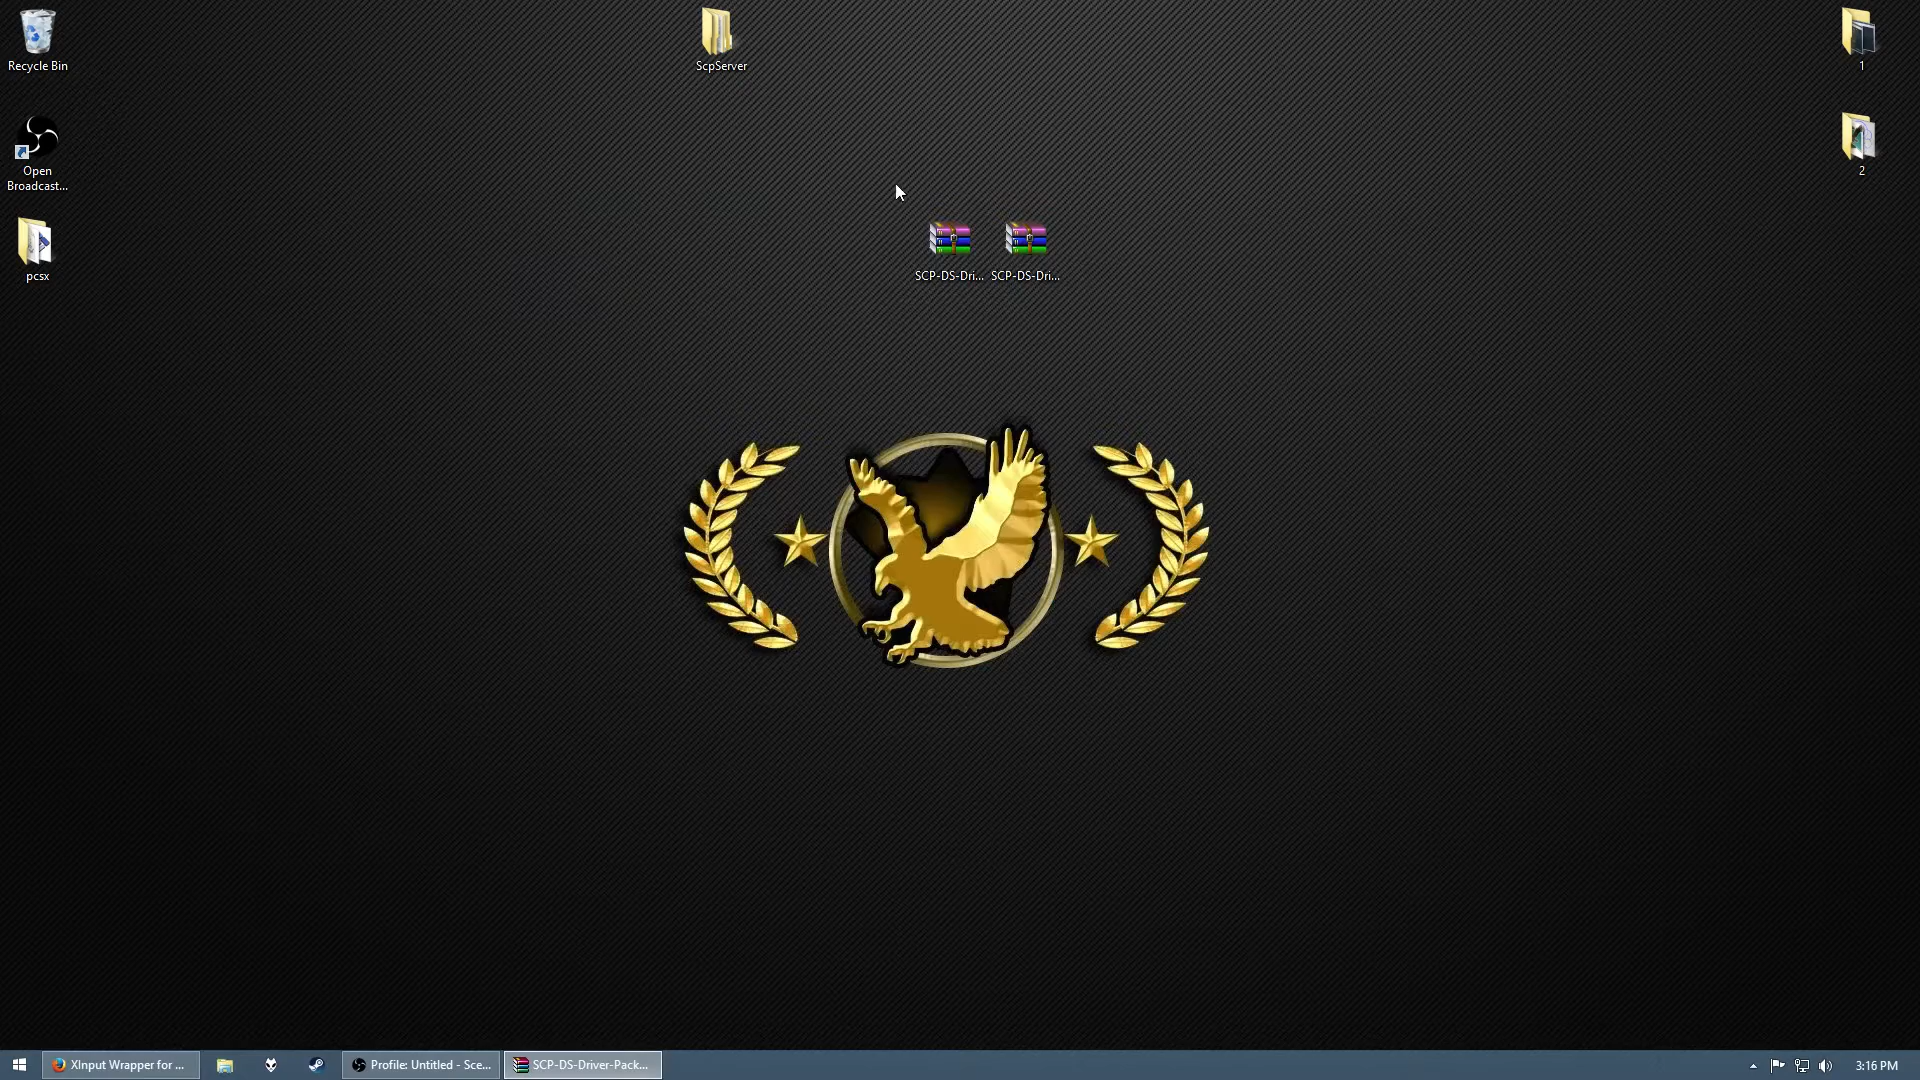 Recycle Bin
ScpServer
1
Open
Broadcast...
2
pcsx
SCP-DS-Dri...
SCP-DS-Dri...
XInput Wrapper for ...
Profile: Untitled - Sce...
SCP-DS-Driver-Pack...
3:16 PM